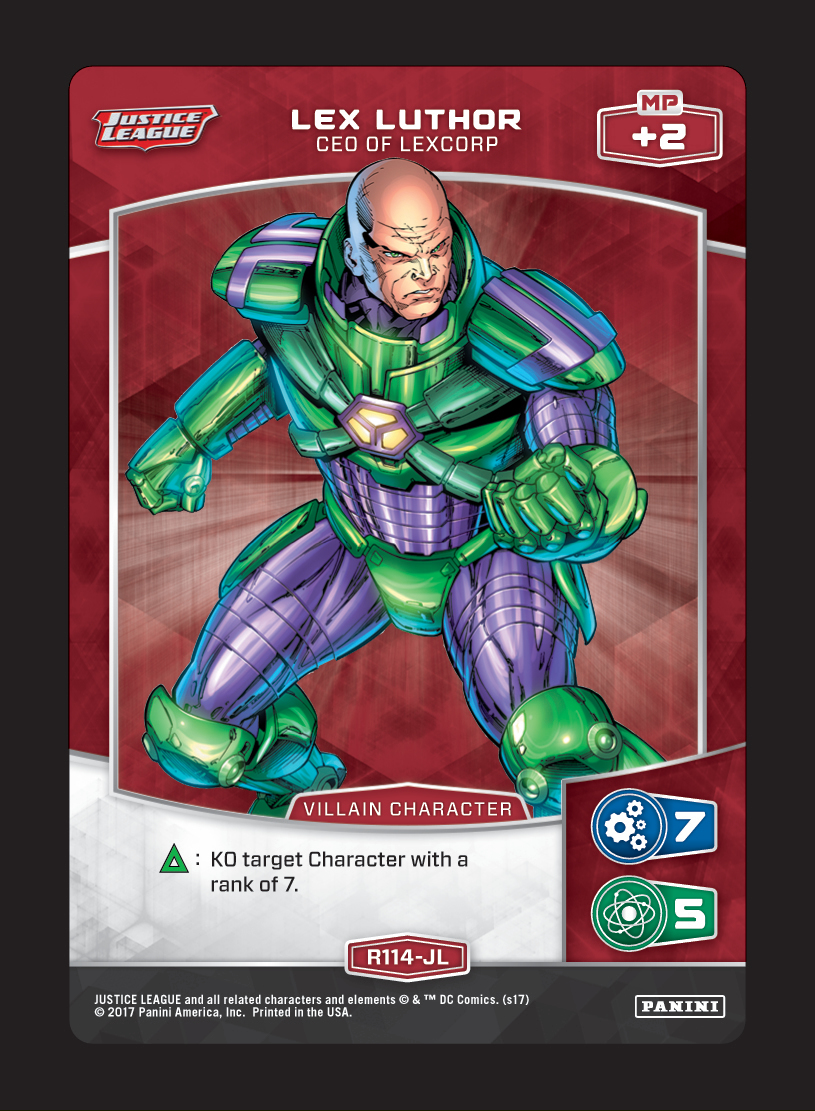 JUSTICE
LEAGUE
LEX LUTHOR
CEO OF LEXCORP
MP
+2
VILLAIN CHARACTER
: KO target Character with a
rank of 7.
7
5
R114-JL
JUSTICE LEAGUE and all related characters and elements © & ™ DC Comics. (s17)
© 2017 Panini America, Inc. Printed in the USA.
PANINI